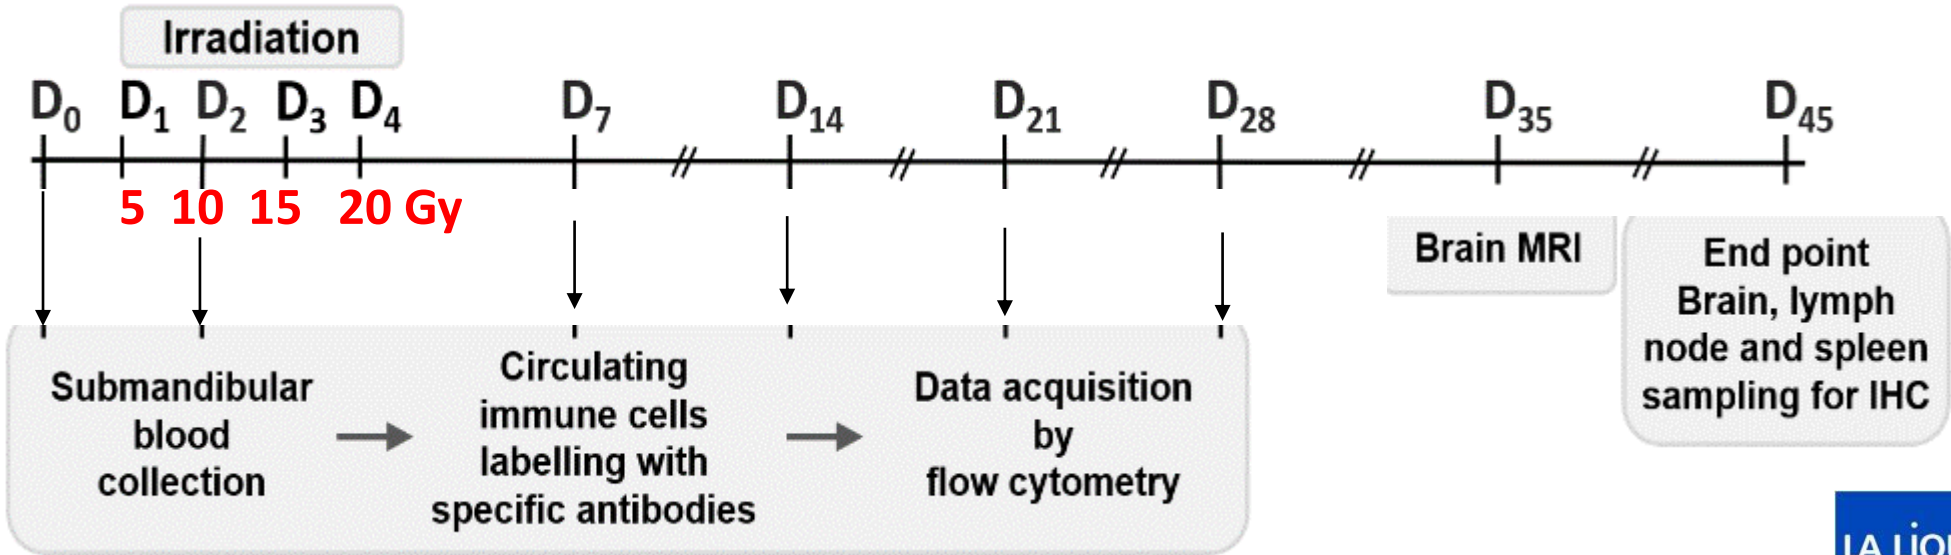 Irradiation
D0 D1 D2 D3 D4 D7 D14 D21 D28 D35 D45
5 10 15 20 Gy
Brain MRI
End point
Brain, lymph
node and spleen
sampling for IHC
Submandibular
blood
collection
Circulating
immune cells
labelling with
specific antibodies
Data acquisition
by
flow cytometry